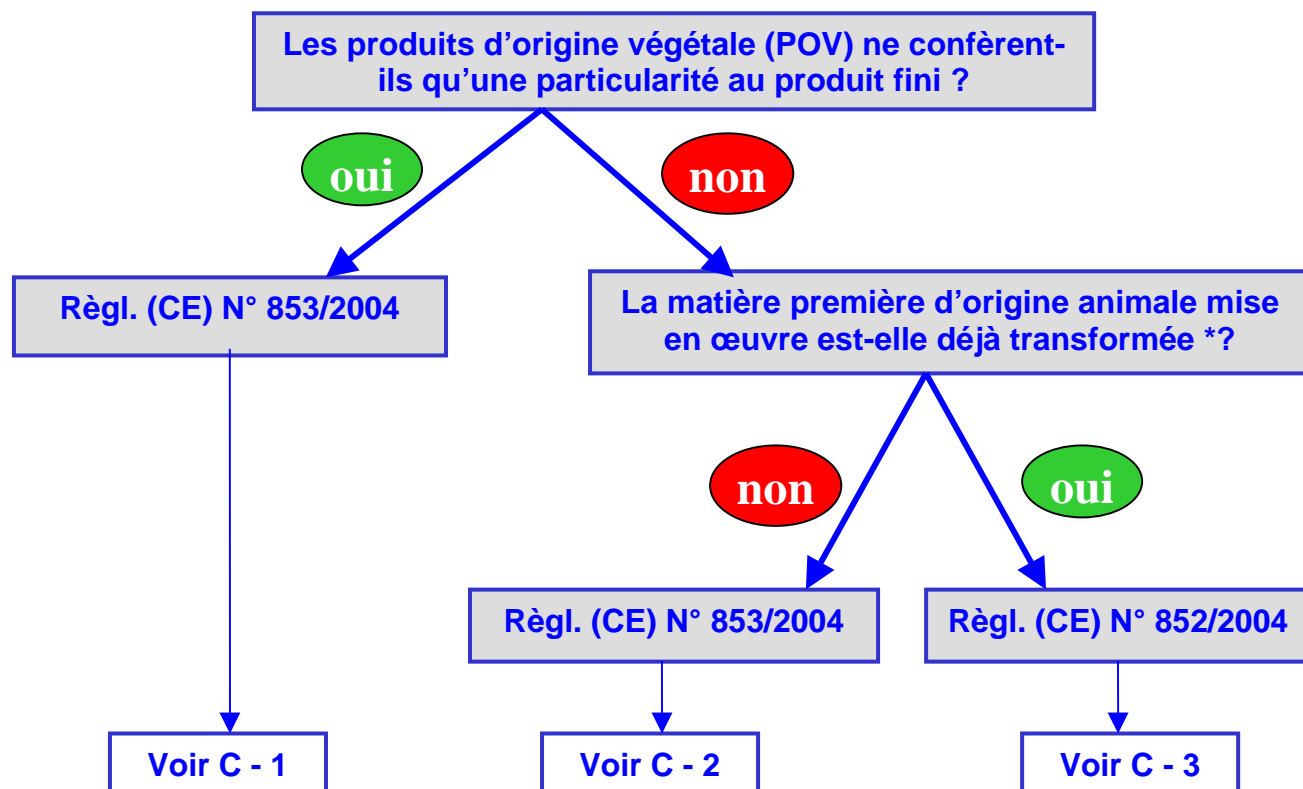 Les produits d'origine végétale (POV) ne confèrent-
ils qu'une particularité au produit fini ?
oui
non
Règl. (CE) N° 853/2004
La matière première d'origine animale mise
en œuvre est-elle déjà transformée *?
non
oui
Règl. (CE) N° 853/2004
Règl. (CE) N° 852/2004
Voir C - 1
Voir C - 2
Voir C - 3